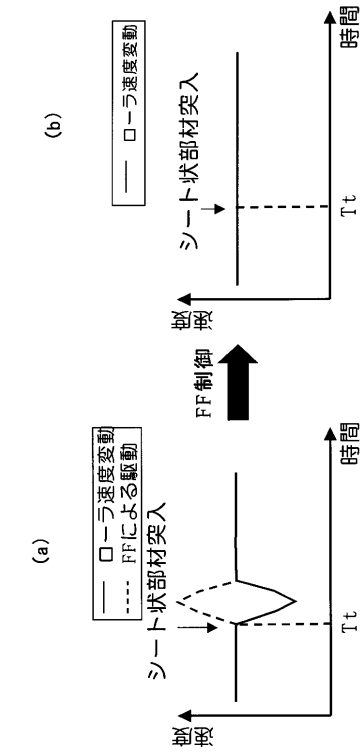 (a)
ローラ速度変動
FFによる駆動
シート状部材突入
速度
Tt
時間
FF制御
(b)
ローラ速度変動
シート状部材突入
速度
Tt
時間